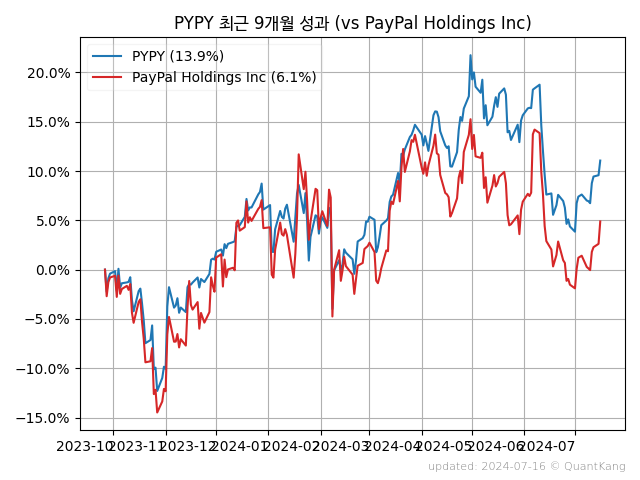 PYPY 최근 9개월 성과 (vs PayPal Holdings Inc)
PYPY (13.9%)
PayPal Holdings Inc (6.1%)
20.0%
15.0%
10.0%
5.0%
0.0%
−5.0%
−10.0%
−15.0%
2023-10 2023-11 2023-12 2024-01 2024-02 2024-03 2024-04 2024-05 2024-06 2024-07
updated: 2024-07-16 © QuantKang